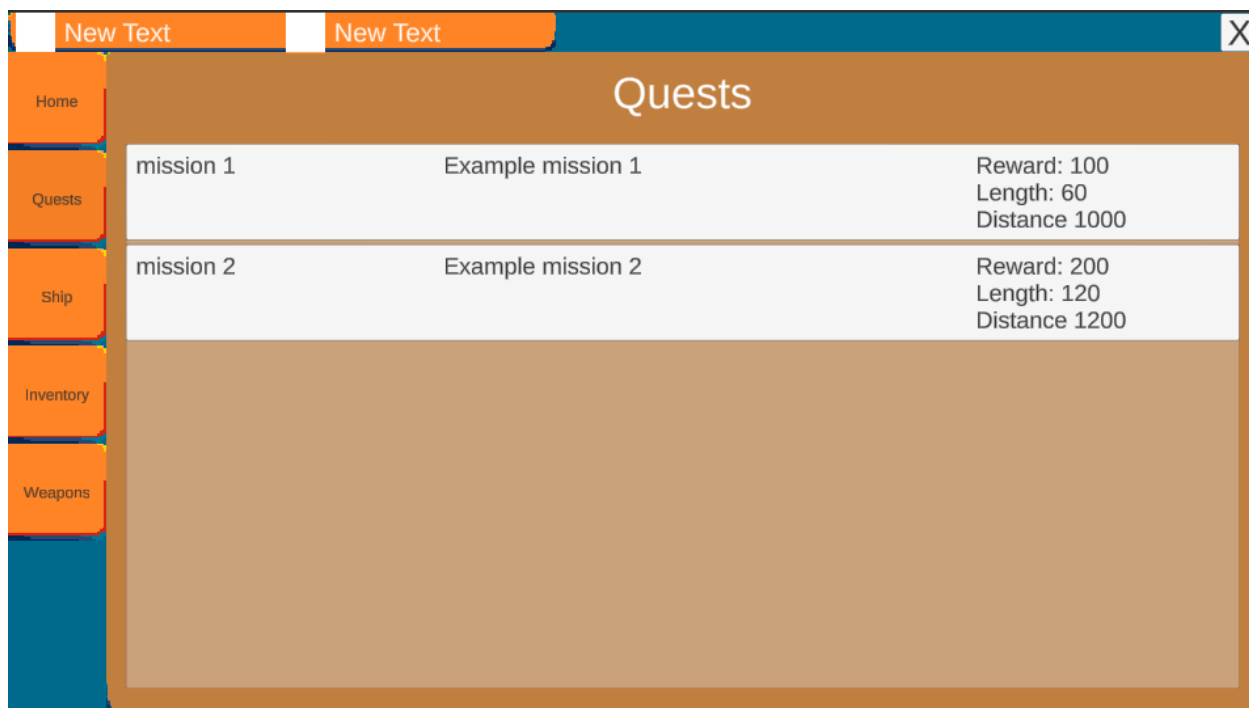 New Text
New Text
X
Home
Quests
Ship
Inventory
Weapons
Quests
mission 1
Example mission 1
Reward: 100
Length: 60
Distance 1000
mission 2
Example mission 2
Reward: 200
Length: 120
Distance 1200